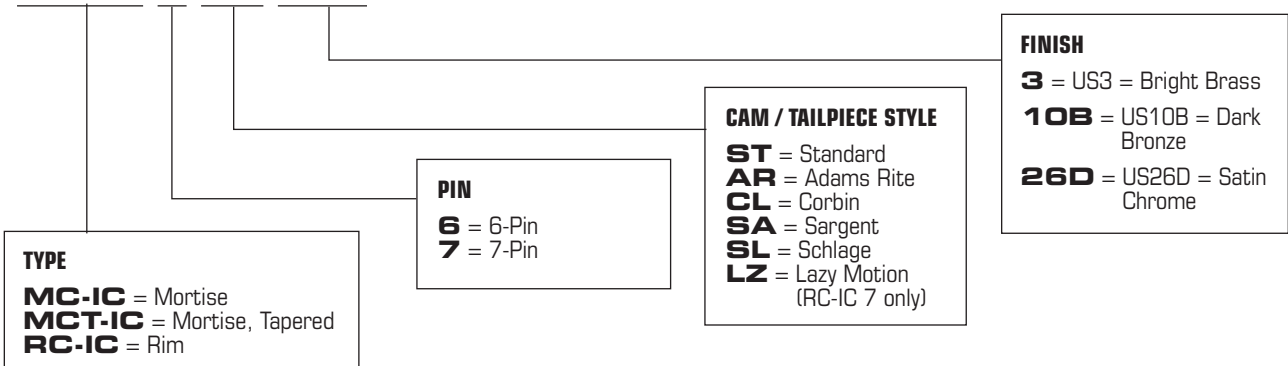 FINISH
3 = US3 = Bright Brass
10B = US10B = Dark
Bronze
26D = US26D = Satin
Chrome
CAM / TAILPIECE STYLE
ST = Standard
AR = Adams Rite
CL = Corbin
SA = Sargent
SL = Schlage
LZ = Lazy Motion
(RC-IC 7 only)
PIN
6 = 6-Pin
7 = 7-Pin
TYPE
MC-IC = Mortise
MCT-IC = Mortise, Tapered
RC-IC = Rim